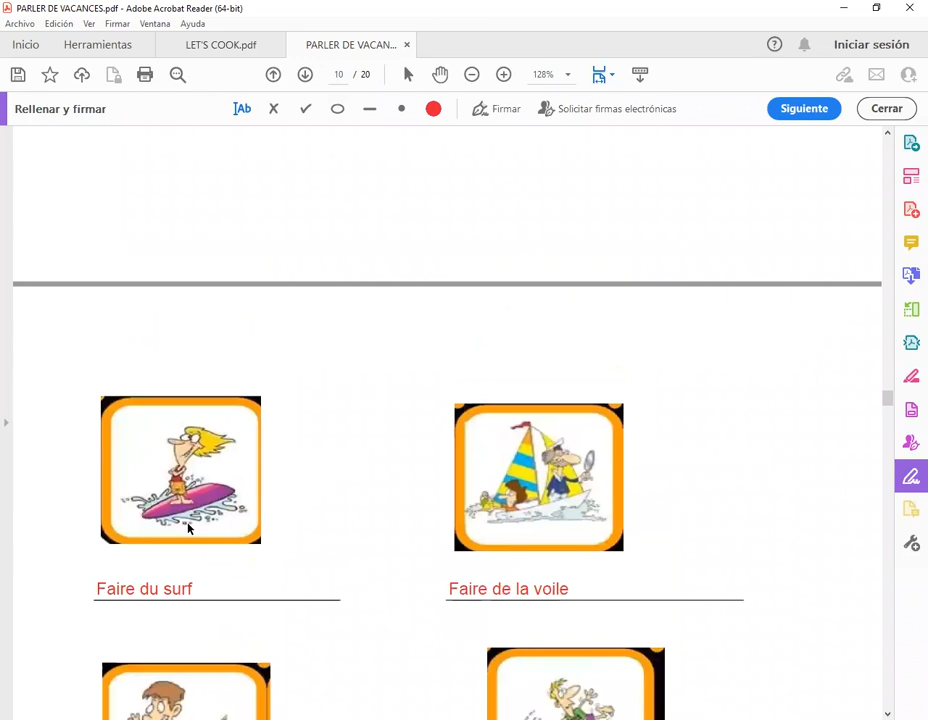 PARLER DE VACANCES.pdf - Adobe Acrobat Reader (64-bit)
Archivo Edición Ver Firmar Ventana Ayuda
Inicio Herramientas LET'S COOK.pdf PARLER DE VACAN... × Iniciar sesión
10 / 20 128%
Rellenar y firmar Ab Firmar Solicitar firmas electrónicas Siguiente Cerrar
Faire du surf Faire de la voile